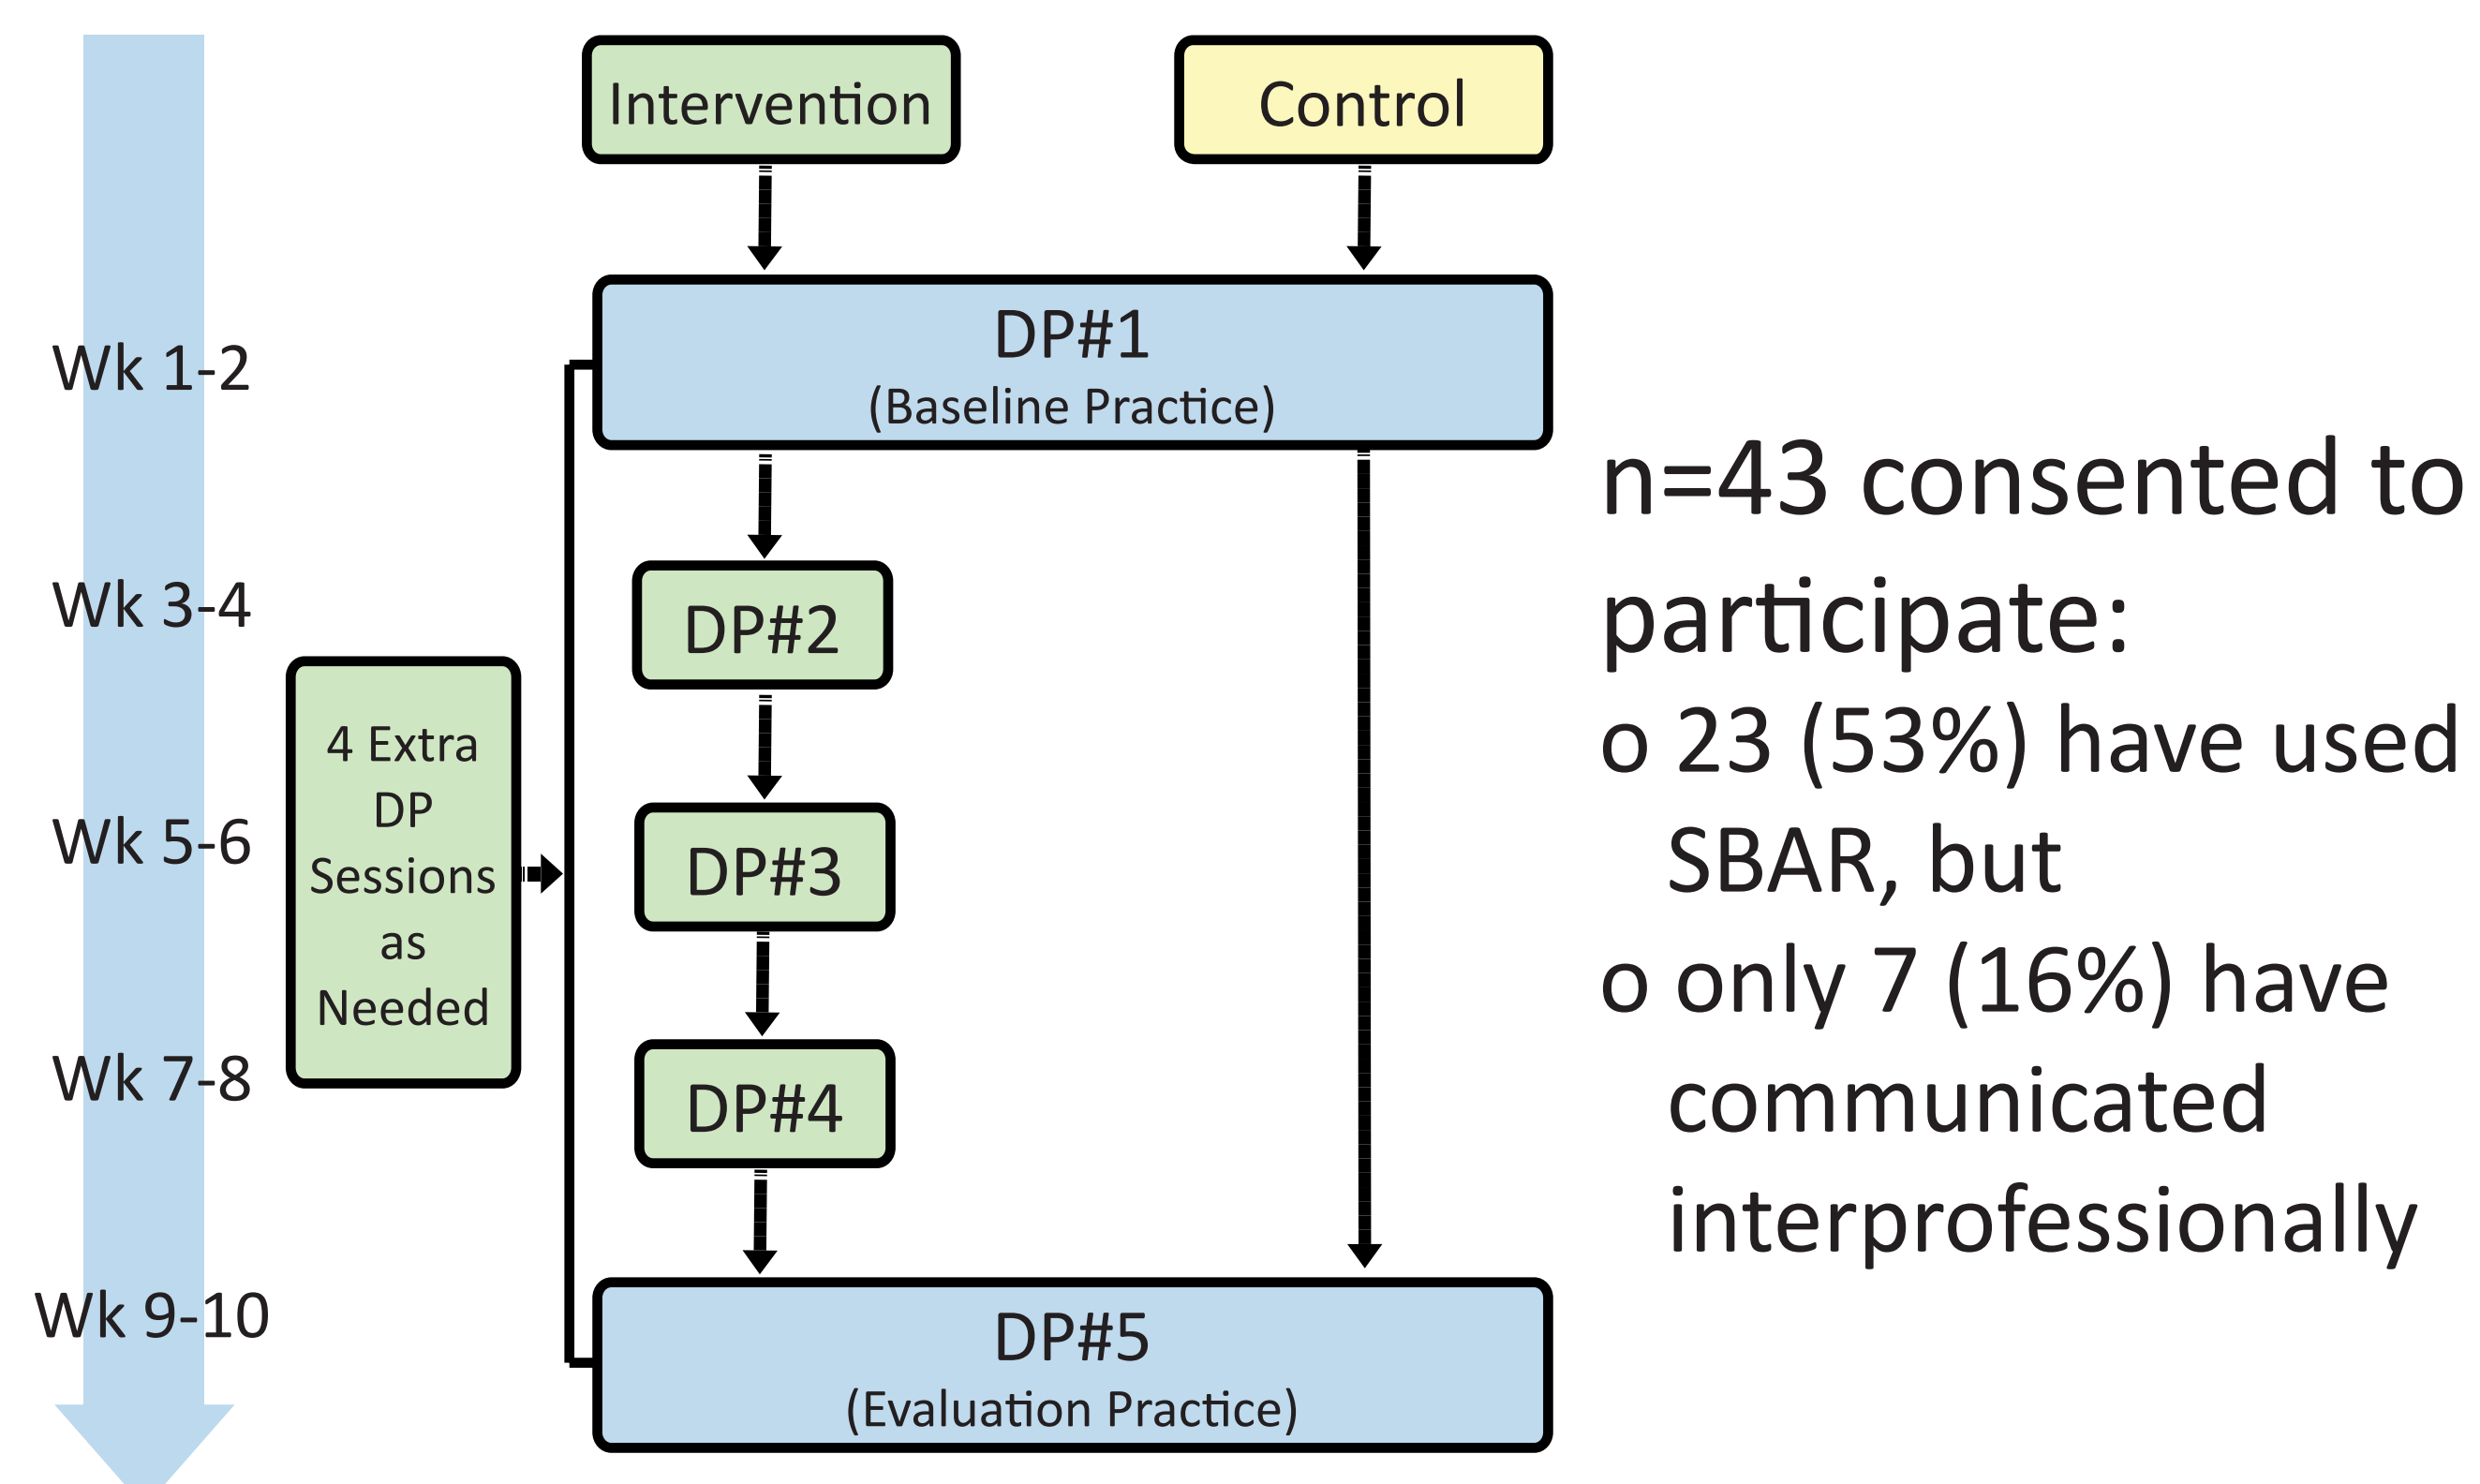 Intervention
Control
Wk 1-2
DP#1
(Baseline Practice)
Wk 3-4
DP#2
4 Extra
DP
Sessions
as
Needed
Wk 5-6
DP#3
Wk 7-8
DP#4
Wk 9-10
DP#5
(Evaluation Practice)
n=43 consented to
participate:
o 23 (53%) have used
SBAR, but
o only 7 (16%) have
communicated
interprofessionally